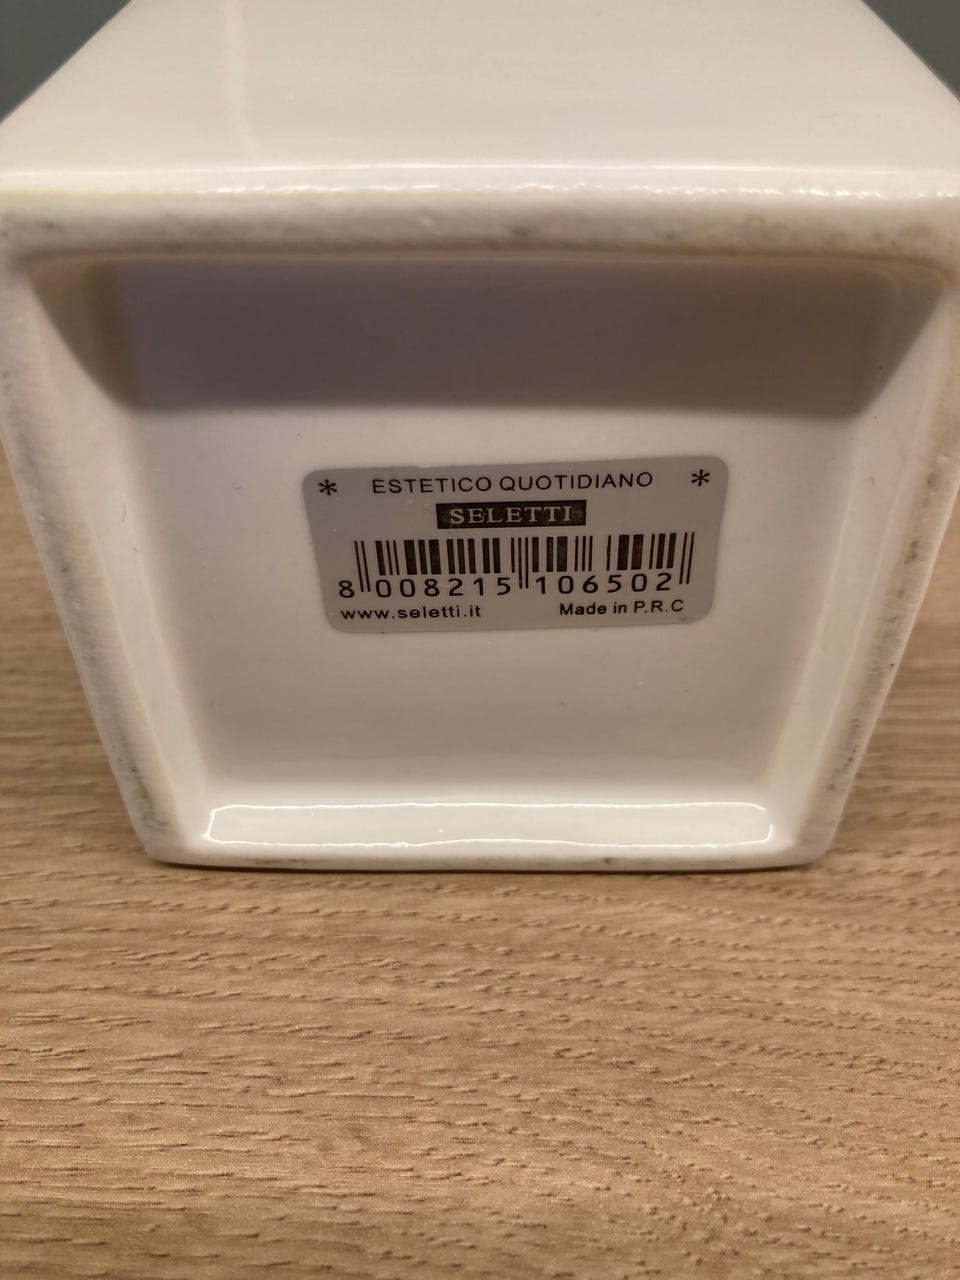 * ESTETICO QUOTIDIANO *
SELETTI
8 008215 106502
www.seletti.it Made in P.R.C